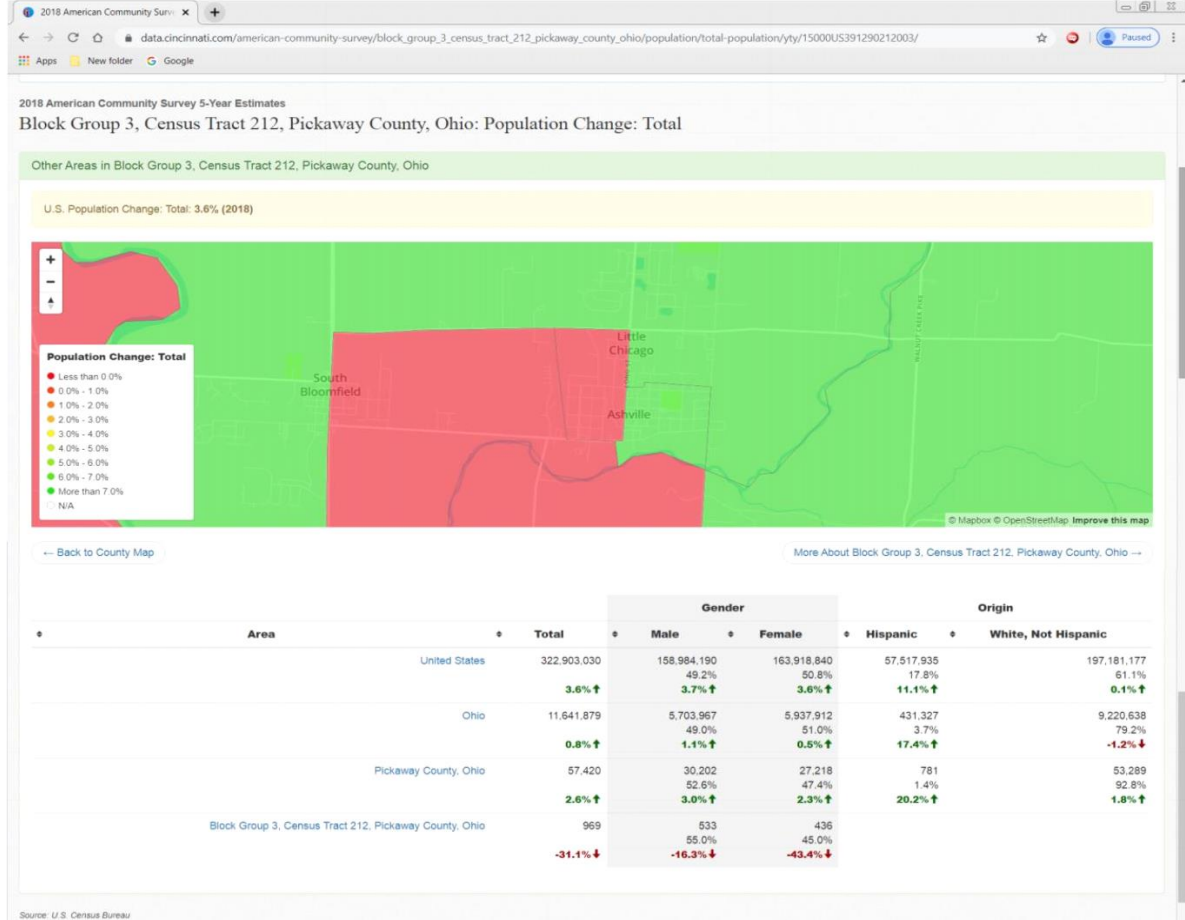 2018 American Community Surv
data.cincinnati.com/american-community-survey/block_group_3_census_tract_212_pickaway_county_ohio/population/total-population/yty/15000US391290212003/
Paused
Apps New folder G Google
2018 American Community Survey 5-Year Estimates
Block Group 3, Census Tract 212, Pickaway County, Ohio: Population Change: Total
Other Areas in Block Group 3, Census Tract 212, Pickaway County, Ohio
U.S. Population Change: Total: 3.6% (2018)
+
−
Population Change: Total
Less than 0.0%
0.0% - 1.0%
1.0% - 2.0%
2.0% - 3.0%
3.0% - 4.0%
4.0% - 5.0%
5.0% - 6.0%
6.0% - 7.0%
More than 7.0%
N/A
South
Bloomfield
Little
Chicago
Ashville
WALNUT CREEK PIKE
© Mapbox © OpenStreetMap Improve this map
← Back to County Map
More About Block Group 3, Census Tract 212, Pickaway County, Ohio →
Gender Origin
Area Total Male Female Hispanic White, Not Hispanic
United States 322,903,030 158,984,190 163,918,840 57,517,935 197,181,177
49.2% 50.8% 17.8% 61.1%
3.6%↑ 3.7%↑ 3.6%↑ 11.1%↑ 0.1%↑
Ohio 11,641,879 5,703,967 5,937,912 431,327 9,220,638
49.0% 51.0% 3.7% 79.2%
0.8%↑ 1.1%↑ 0.5%↑ 17.4%↑ -1.2%↓
Pickaway County, Ohio 57,420 30,202 27,218 781 53,289
52.6% 47.4% 1.4% 92.8%
2.6%↑ 3.0%↑ 2.3%↑ 20.2%↑ 1.8%↑
Block Group 3, Census Tract 212, Pickaway County, Ohio 969 533 436
55.0% 45.0%
-31.1%↓ -16.3%↓ -43.4%↓
Source: U.S. Census Bureau